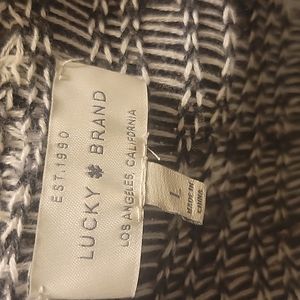 EST.1990
LUCKY BRAND
LOS ANGELES, CALIFORNIA
L
MADE IN
CHINA